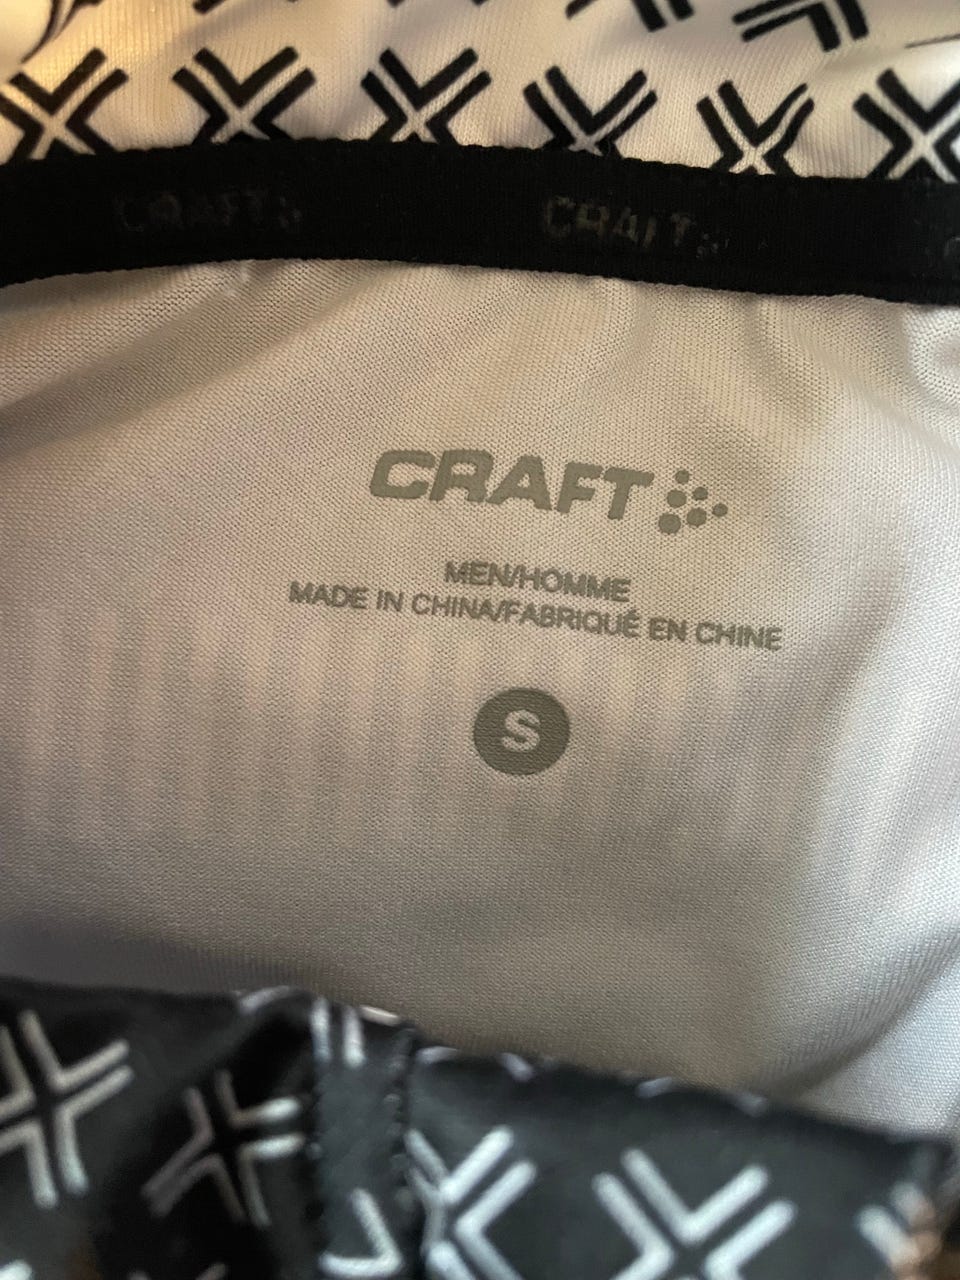 CRAFT CRAFT
CRAFT
MEN/HOMME
MADE IN CHINA/FABRIQUÉ EN CHINE
S